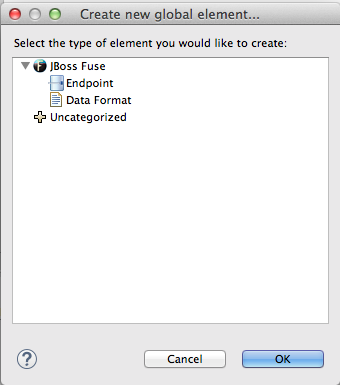 Create new global element...
Select the type of element you would like to create:
JBoss Fuse
Endpoint
Data Format
Uncategorized
?
Cancel
OK